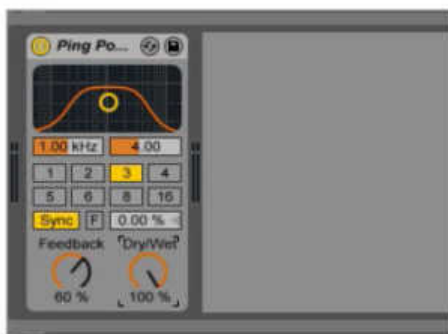 Ping Po...
1.00 kHz 4.00
1 2 3 4
5 6 8 16
Sync F 0.00 %
Feedback Dry/Wet
60 % 100 %